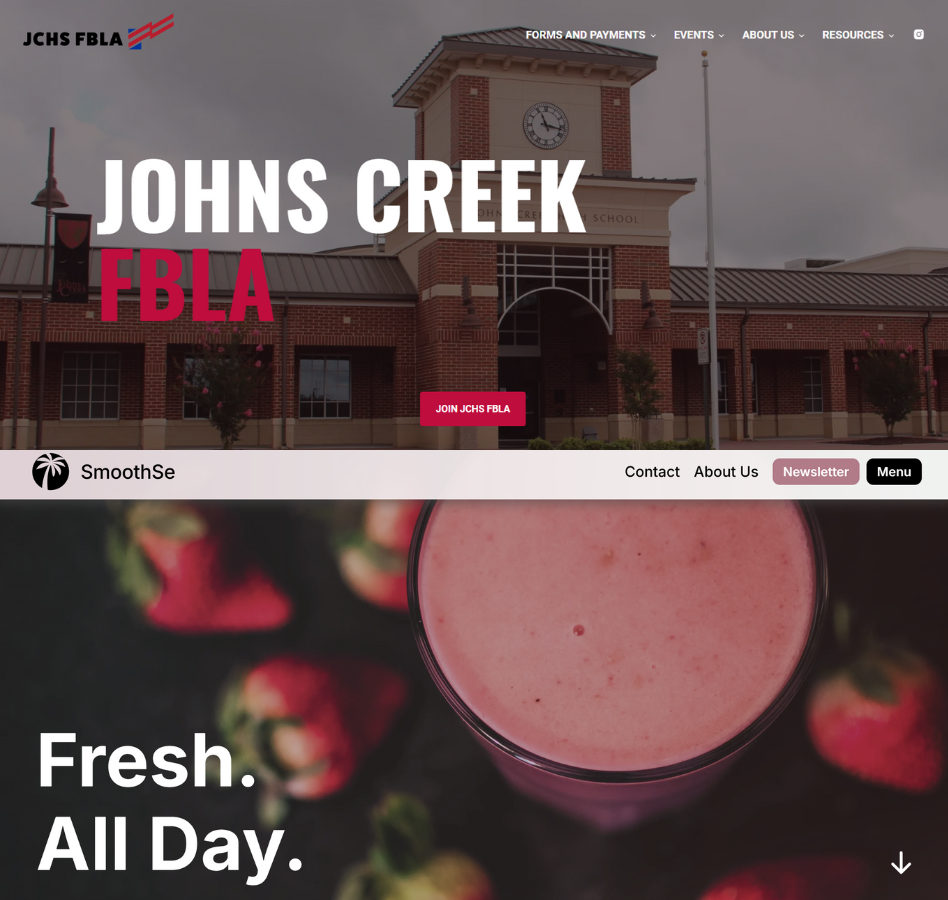 JCHS FBLA
FORMS AND PAYMENTS
EVENTS
ABOUT US
RESOURCES
JOHNS CREEK
FBLA
SCHOOL
JOIN JCHS FBLA
SmoothSe
Contact
About Us
Newsletter
Menu
Fresh.
All Day.